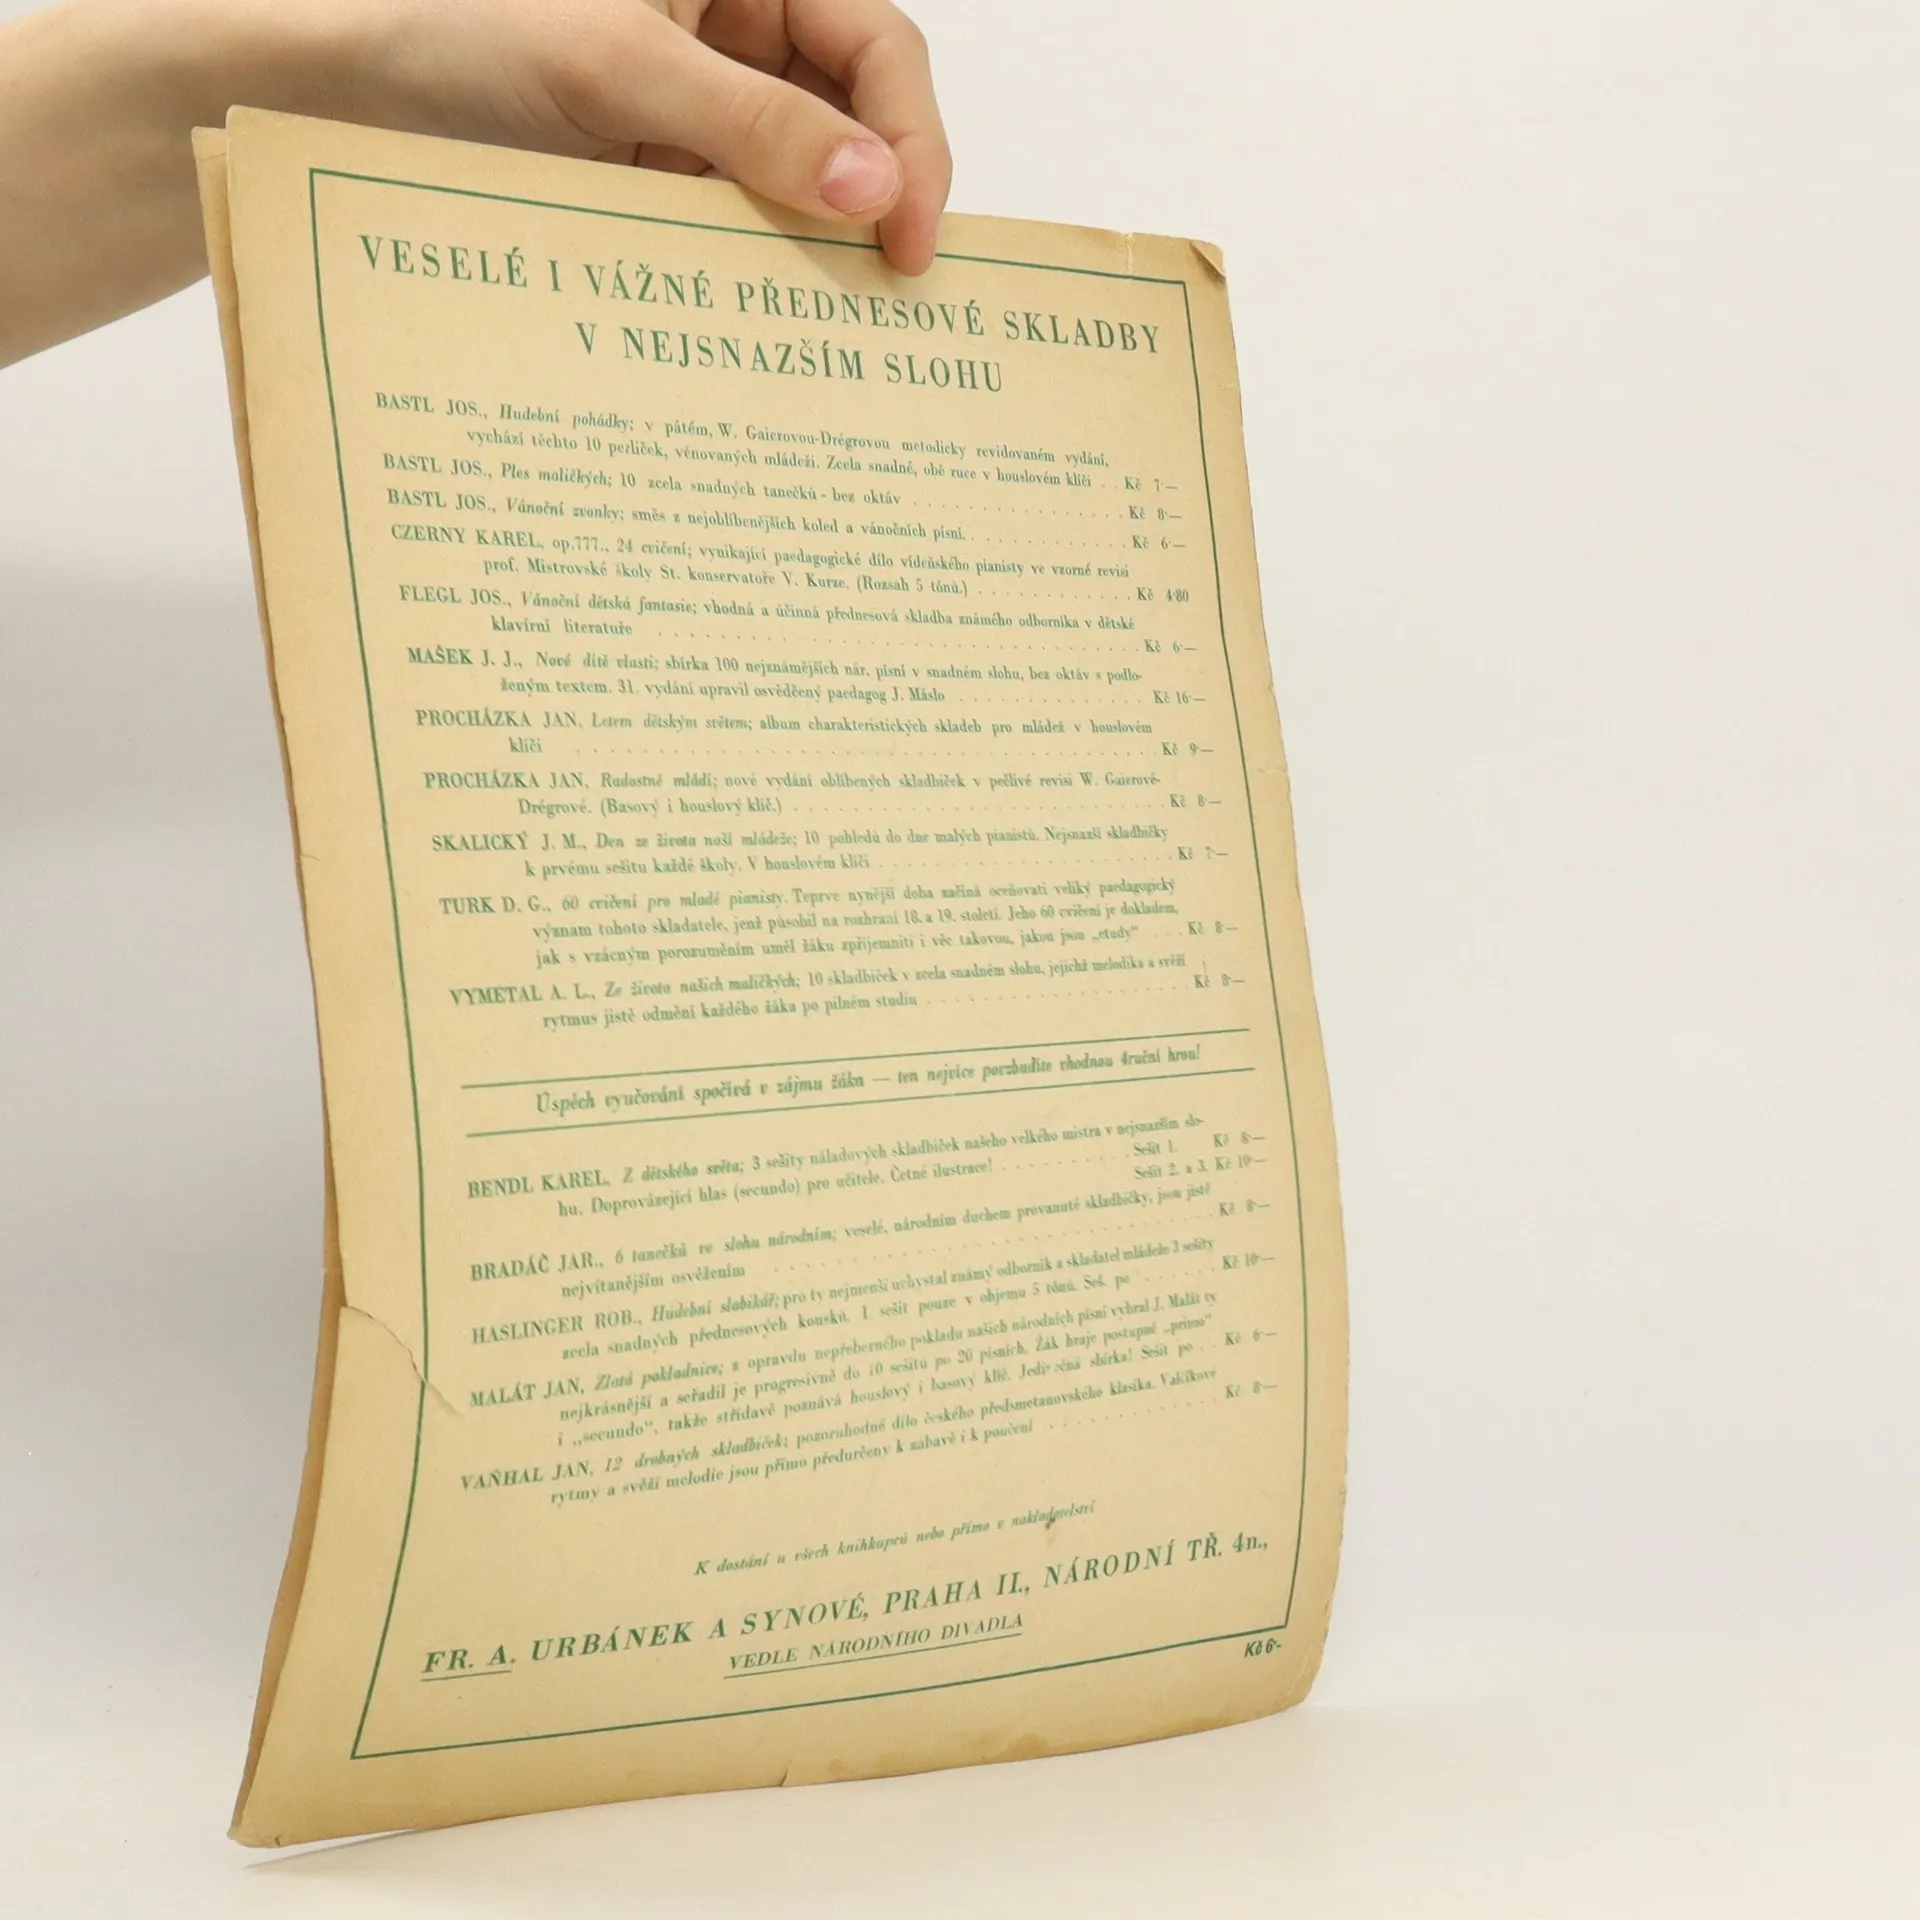 VESELÉ I VÁŽNÉ PŘEDNESOVÉ SKLADBY
V NEJSNAZŠÍM SLOHU
BASTL JOS., Hudební pohádky; v pátém, W. Gaierovou-Drégrovou metodicky revidovaném vydání,
vychází těchto 10 perliček, věnovaných mládeži. Zcela snadné, obě ruce v houslovém klíči . . Kč 7·—
BASTL JOS., Ples maličkých; 10 zcela snadných tanečků - bez oktáv . . . . . . . . . . . . . . . Kč 8·—
BASTL JOS., Vánoční zvonky; směs z nejoblíbenějších koled a vánočních písní. . . . . . . . . . . . Kč 6·—
CZERNY KAREL, op.777., 24 cvičení; vynikající paedagogické dílo vídeňského pianisty ve vzorné revisi
prof. Mistrovské školy St. konservatoře V. Kurze. (Rozsah 5 tónů.) . . . . . . . . . . . . Kč 4·80
FLEGL JOS., Vánoční dětská fantasie; vhodná a účinná přednesová skladba známého odborníka v dětské
klavírní literatuře . . . . . . . . . . . . . . . . . . . . . . . . . . . . . Kč 6·—
MAŠEK J. J., Nové dítě vlasti; sbírka 100 nejznámějších nár. písní v snadném slohu, bez oktáv s podlo-
ženým textem. 31. vydání upravil osvědčený paedagog J. Máslo . . . . . . . . . . . . Kč 16·—
PROCHÁZKA JAN, Letem dětským světem; album charakteristických skladeb pro mládež v houslovém
klíči . . . . . . . . . . . . . . . . . . . . . . . . . . . . . . . . . Kč 9·—
PROCHÁZKA JAN, Radostné mládí; nové vydání oblíbených skladbiček v pečlivé revisi W. Gaierové-
Drégrové. (Basový i houslový klíč.) . . . . . . . . . . . . . . . . . . . . . . . Kč 8·—
SKALICKÝ J. M., Den ze života naší mládeže; 10 pohledů do dne malých pianistů. Nejsnazší skladbičky
k prvému sešitu každé školy. V houslovém klíči . . . . . . . . . . . . . . . . . . Kč 7·—
TURK D. G., 60 cvičení pro mladé pianisty. Teprve nynější doba začíná oceňovati veliký paedagogický
význam tohoto skladatele, jenž působil na rozhraní 18. a 19. století. Jeho 60 cvičení je dokladem,
jak s vzácným porozuměním uměl žáku zpříjemniti i věc takovou, jakou jsou „etudy“ . . . Kč 8·—
VYMETAL A. L., Ze života našich maličkých; 10 skladbiček v zcela snadném slohu, jejichž melodika a svěží
rytmus jistě odmění každého žáka po pilném studiu . . . . . . . . . . . . . . . . . Kč 8·—
Úspěch vyučování spočívá v zájmu žáka — ten nejvíce povzbudíte vhodnou 4ruční hrou!
BENDL KAREL, Z dětského světa; 3 sešity náladových skladbiček našeho velkého mistra v nejsnazším slo-
hu. Doprovázející hlas (secundo) pro učitele. Četné ilustrace! . . . . . . . . . . Sešit 1. Kč 8·—
Sešit 2. a 3. Kč 10·—
BRADÁČ JAR., 6 tanečků ve slohu národním; veselé, národním duchem provanuté skladbičky, jsou jistě
nejvítanějším osvěžením . . . . . . . . . . . . . . . . . . . . . . . . . Kč 8·—
HASLINGER ROB., Hudební slabikář; pro ty nejmenší uchystal známý odborník a skladatel mládeže 3 sešity
zcela snadných přednesových kousků. I. sešit pouze v objemu 5 tónů. Seš. po . . . . . . Kč 10·—
MALÁT JAN, Zlatá pokladnice; z opravdu nepřeberného pokladu našich národních písní vybral J. Malát ty
nejkrásnější a seřadil je progresivně do 10 sešitů po 20 písních. Žák hraje postupně „primo“
i „secundo“, takže střídavě poznává houslový i basový klíč. Jedinečná sbírka! Sešit po . . Kč 6·—
VAŇHAL JAN, 12 drobných skladbiček; pozoruhodné dílo českého předsmetanovského klasika. Valčíkové
rytmy a svěží melodie jsou přímo předurčeny k zábavě i k poučení . . . . . . . . . . . . Kč 8·—
K dostání u všech knihkupců nebo přímo v nakladatelství
FR. A. URBÁNEK A SYNOVÉ, PRAHA II., NÁRODNÍ TŘ. 4n.,
VEDLE NÁRODNÍHO DIVADLA
Kč 6·-